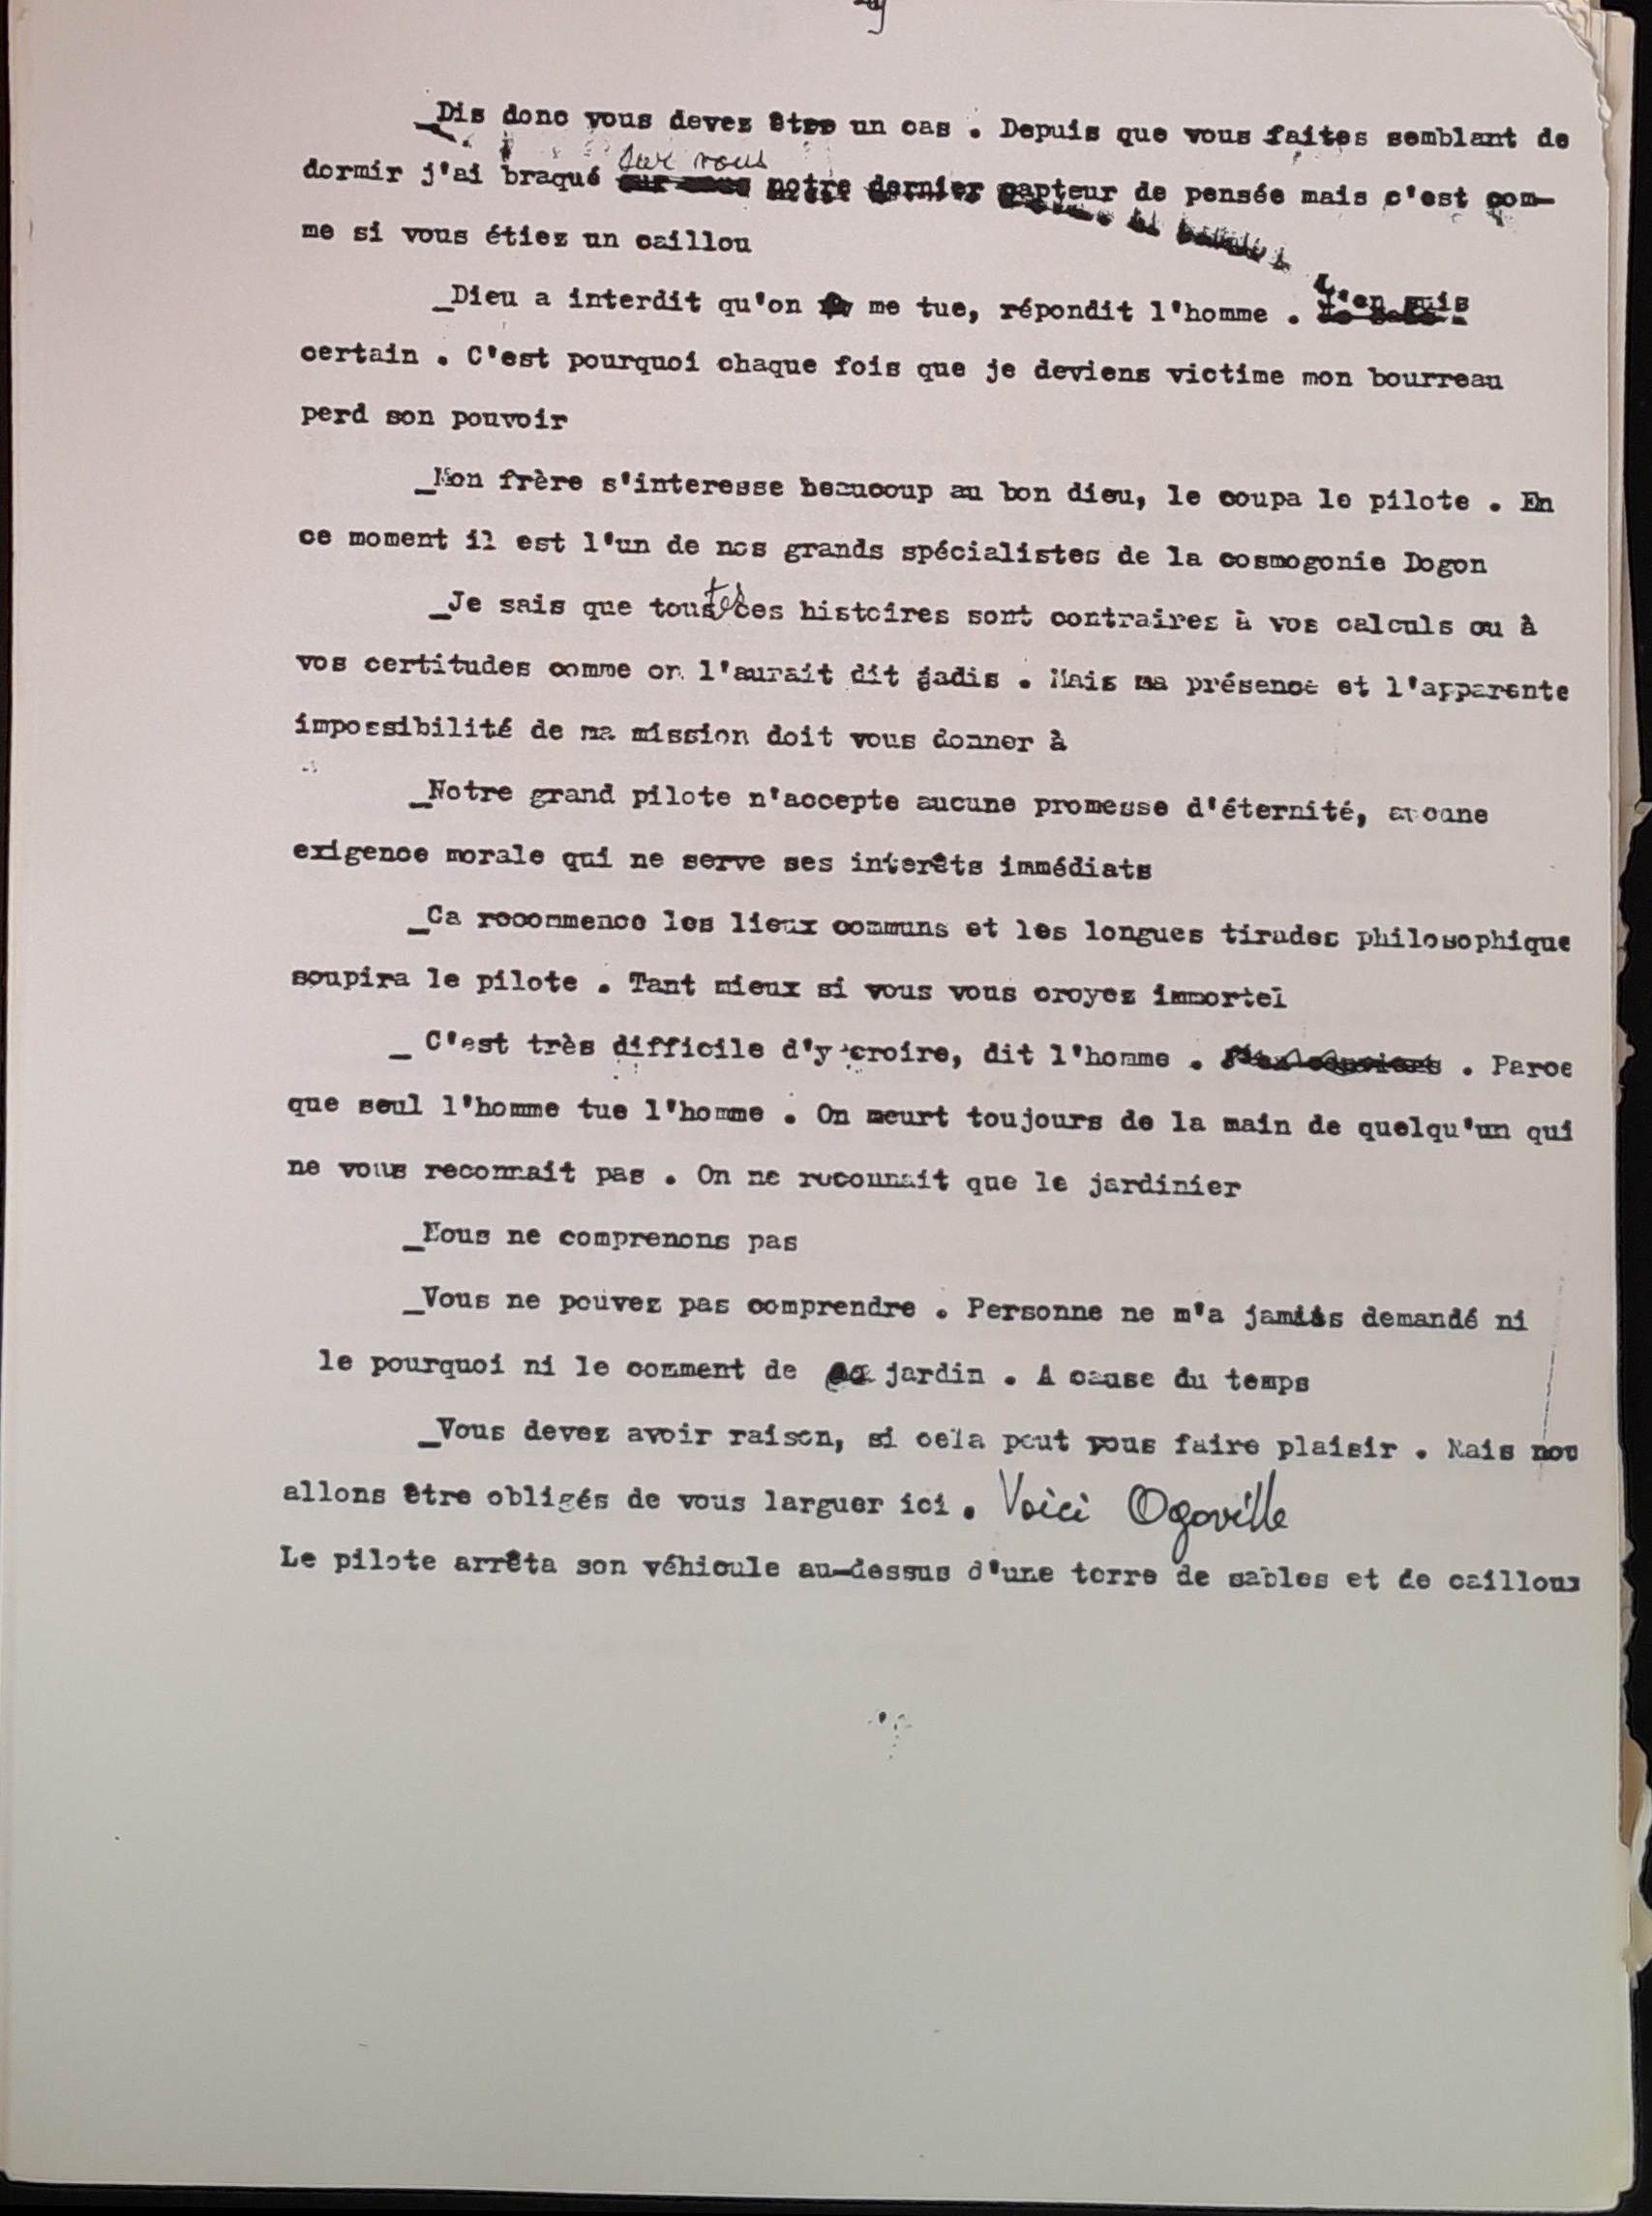 _Dis donc vous devez être un cas . Depuis que vous faites semblant de
dormir j'ai braqué sur vous notre dernier capteur de pensée mais c'est com-
me si vous étiez un caillou
_Dieu a interdit qu'on me tue, répondit l'homme . J'en suis
certain . C'est pourquoi chaque fois que je deviens victime mon bourreau
perd son pouvoir
_Mon frère s'interesse beaucoup au bon dieu, le coupa le pilote . En
ce moment il est l'un de nos grands spécialistes de la cosmogonie Dogon
_Je sais que toutes ces histoires sont contraires à vos calculs ou à
vos certitudes comme on l'aurait dit jadis . Mais ma présence et l'apparente
impossibilité de ma mission doit vous donner à
_Notre grand pilote n'accepte aucune promesse d'éternité, aucune
exigence morale qui ne serve ses interêts immédiats
_Ca recommence les lieux communs et les longues tirades philosophique
soupira le pilote . Tant mieux si vous vous croyez immortel
_ C'est très difficile d'y croire, dit l'homme . . Parce
que seul l'homme tue l'homme . On meurt toujours de la main de quelqu'un qui
ne vous reconnait pas . On ne reconnait que le jardinier
_Nous ne comprenons pas
_Vous ne pouvez pas comprendre . Personne ne m'a jamais demandé ni
le pourquoi ni le comment de jardin . A cause du temps
_Vous devez avoir raison, si cela peut vous faire plaisir . Mais nou
allons être obligés de vous larguer ici . Voici Ogoville
Le pilote arrêta son véhicule au-dessus d'une terre de sables et de cailloux